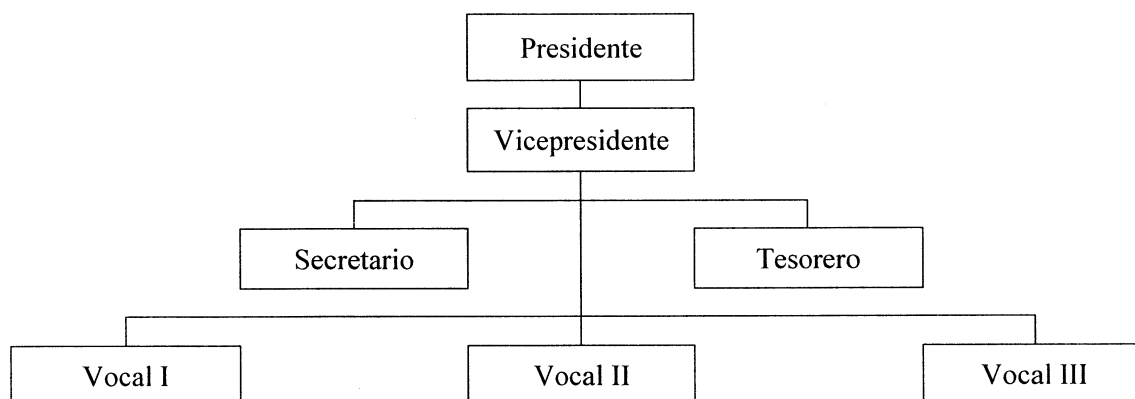 Presidente
Vicepresidente
Secretario
Tesorero
Vocal I
Vocal II
Vocal III